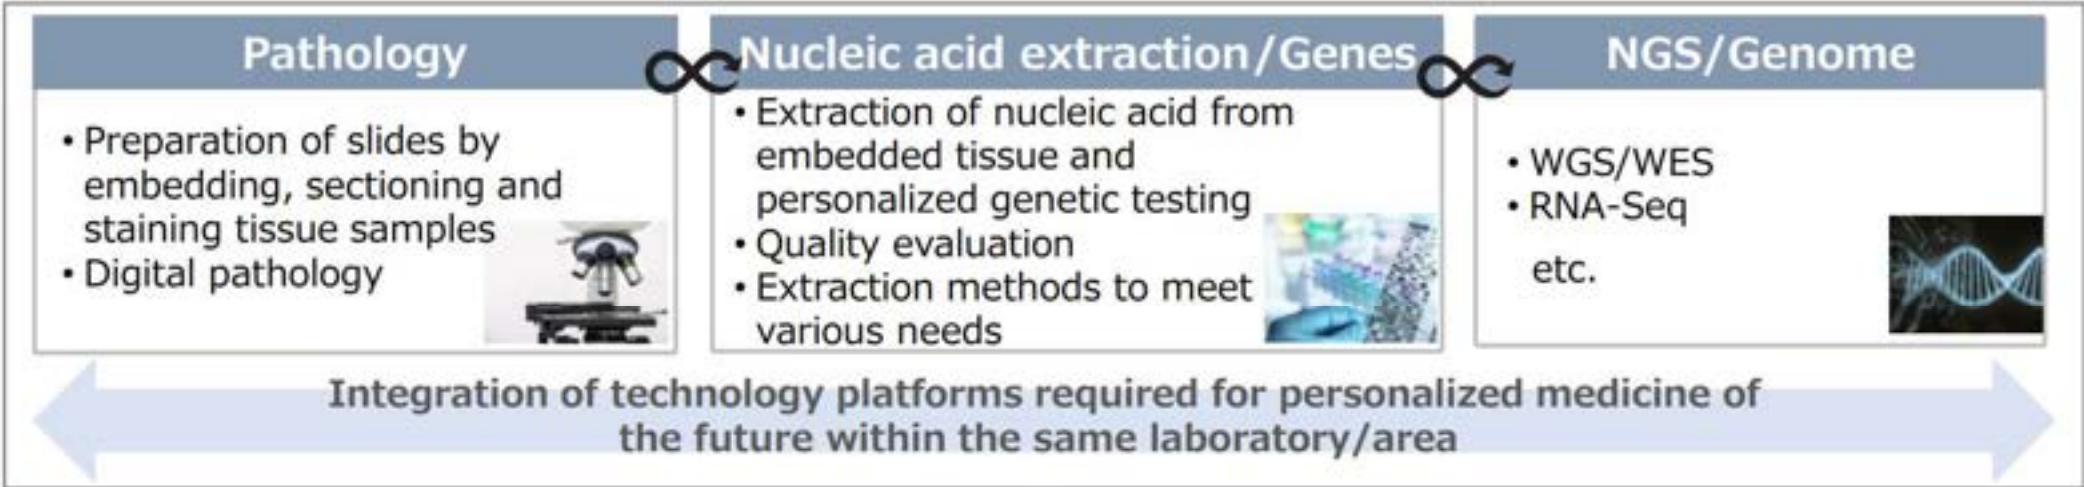 Pathology
• Preparation of slides by
embedding, sectioning and
staining tissue samples
• Digital pathology
Nucleic acid extraction/Genes
• Extraction of nucleic acid from
embedded tissue and
personalized genetic testing
• Quality evaluation
• Extraction methods to meet
various needs
NGS/Genome
• WGS/WES
• RNA-Seq
etc.
Integration of technology platforms required for personalized medicine of
the future within the same laboratory/area